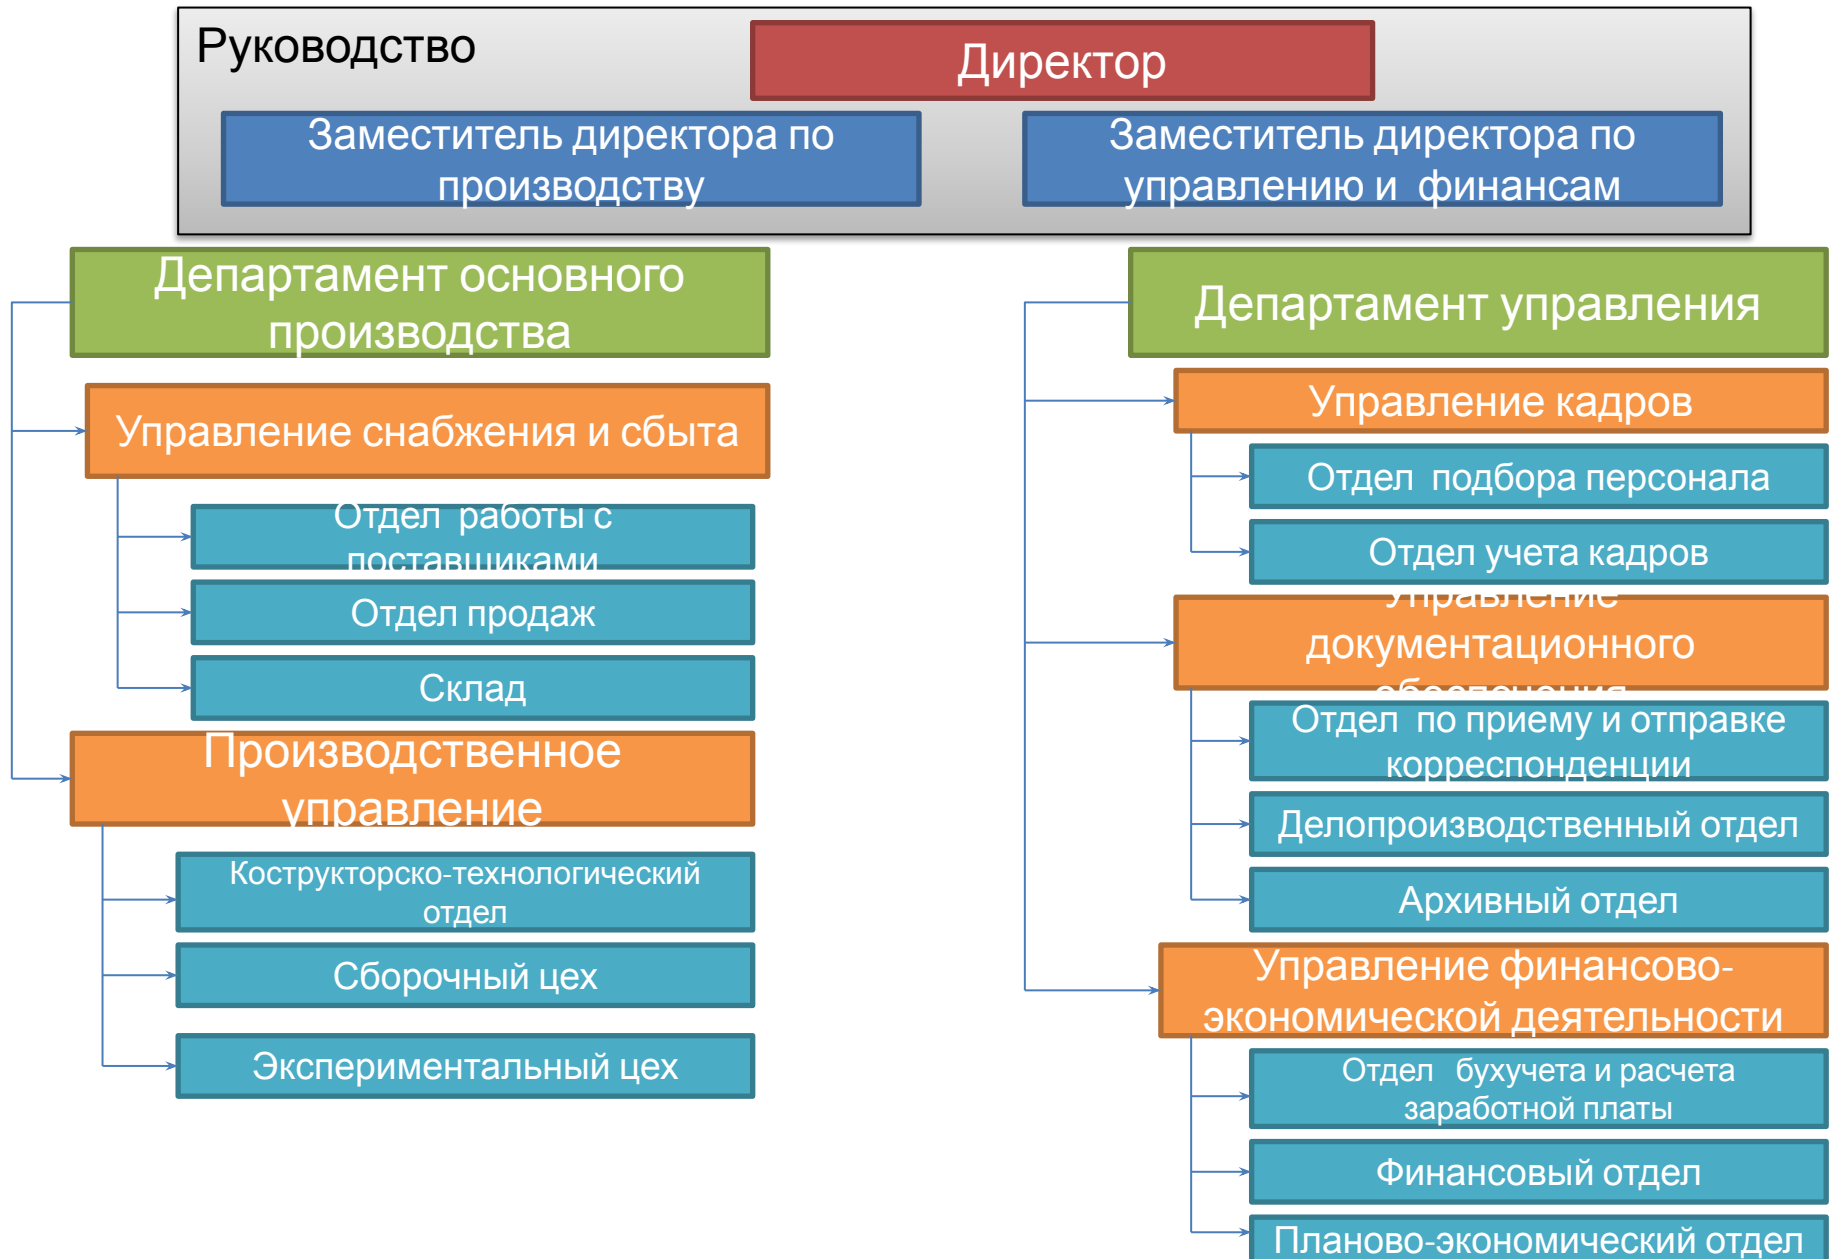 Руководство
Директор
Заместитель директора по
производству
Заместитель директора по
управлению и финансам
Департамент основного
производства
Управление снабжения и сбыта
Отдел работы с
поставщиками
Отдел продаж
Склад
Производственное
управление
Кострукторско-технологический
отдел
Сборочный цех
Экспериментальный цех
Департамент управления
Управление кадров
Отдел подбора персонала
Отдел учета кадров
Управление
документационного
обеспечения
Отдел по приему и отправке
корреспонденции
Делопроизводственный отдел
Архивный отдел
Управление финансово-
экономической деятельности
Отдел бухучета и расчета
заработной платы
Финансовый отдел
Планово-экономический отдел